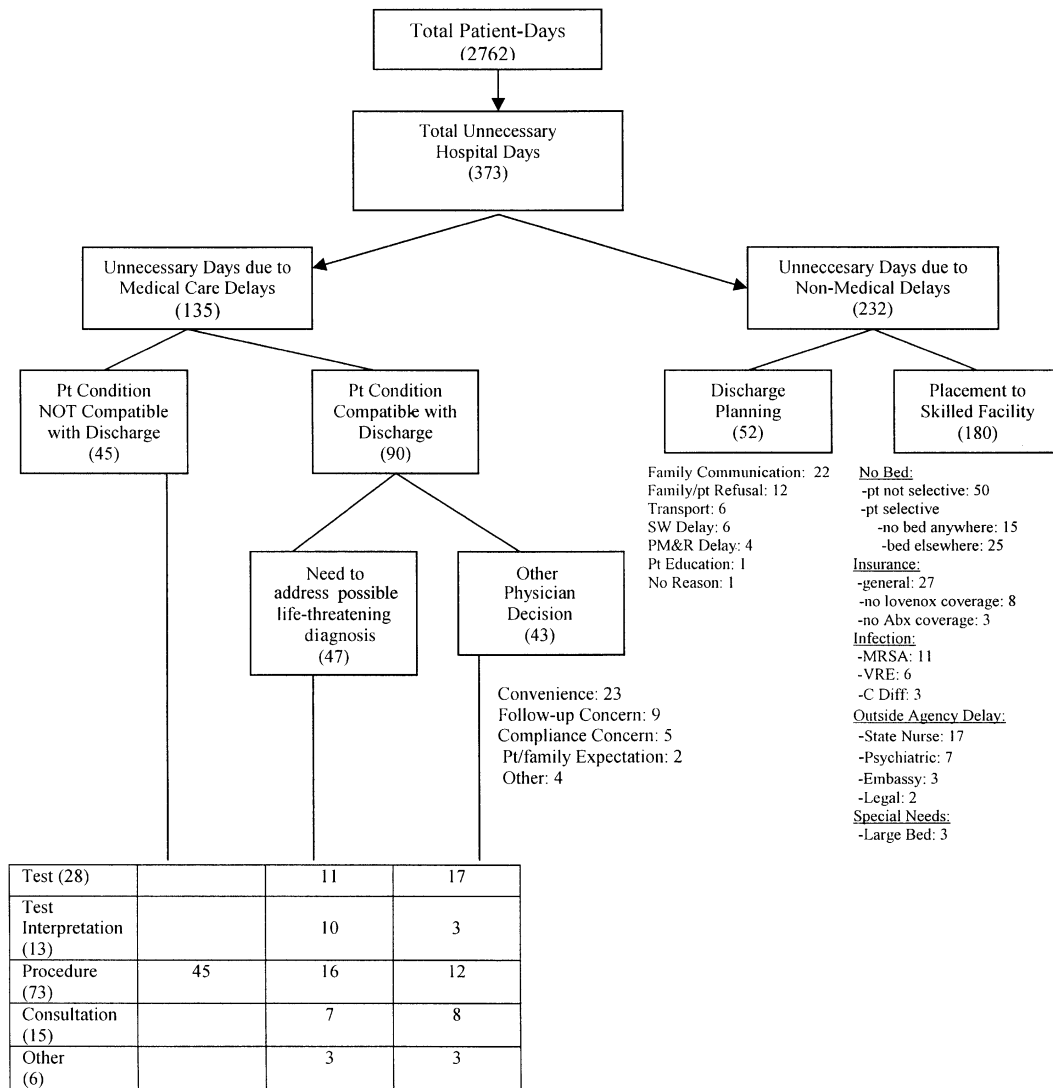 Total Patient-Days
(2762)
Total Unnecessary
Hospital Days
(373)
Unnecessary Days due to
Medical Care Delays
(135)
Unneccesary Days due to
Non-Medical Delays
(232)
Pt Condition
NOT Compatible
with Discharge
(45)
Pt Condition
Compatible with
Discharge
(90)
Discharge
Planning
(52)
Placement to
Skilled Facility
(180)
Family Communication: 22
Family/pt Refusal: 12
Transport: 6
SW Delay: 6
PM&R Delay: 4
Pt Education: 1
No Reason: 1
No Bed:
-pt not selective: 50
-pt selective
-no bed anywhere: 15
-bed elsewhere: 25
Insurance:
-general: 27
-no lovenox coverage: 8
-no Abx coverage: 3
Infection:
-MRSA: 11
-VRE: 6
-C Diff: 3
Outside Agency Delay:
-State Nurse: 17
-Psychiatric: 7
-Embassy: 3
-Legal: 2
Special Needs:
-Large Bed: 3
Need to
address possible
life-threatening
diagnosis
(47)
Other
Physician
Decision
(43)
Convenience: 23
Follow-up Concern: 9
Compliance Concern: 5
Pt/family Expectation: 2
Other: 4
Test (28) 11 17
Test
Interpretation 10 3
(13)
Procedure 45 16 12
(73)
Consultation 7 8
(15)
Other 3 3
(6)